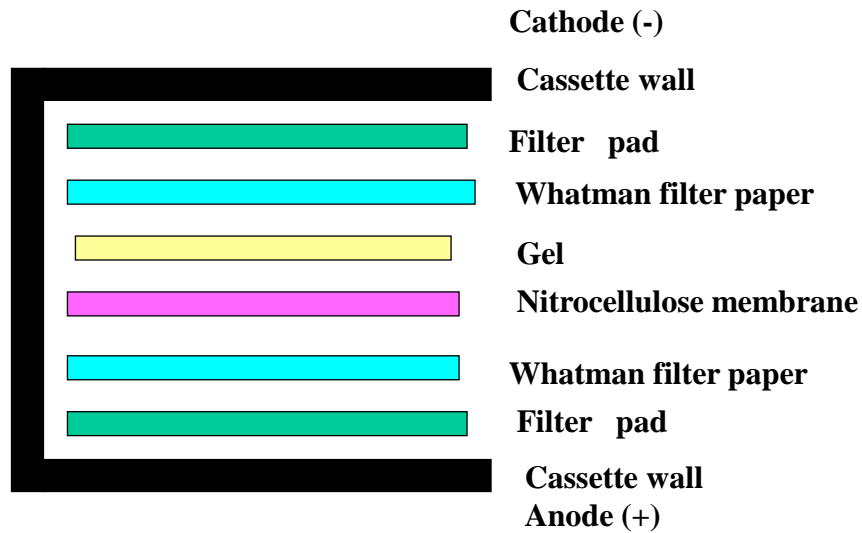 Cathode (-)
Cassette wall
Filter pad
Whatman filter paper
Gel
Nitrocellulose membrane
Whatman filter paper
Filter pad
Cassette wall
Anode (+)